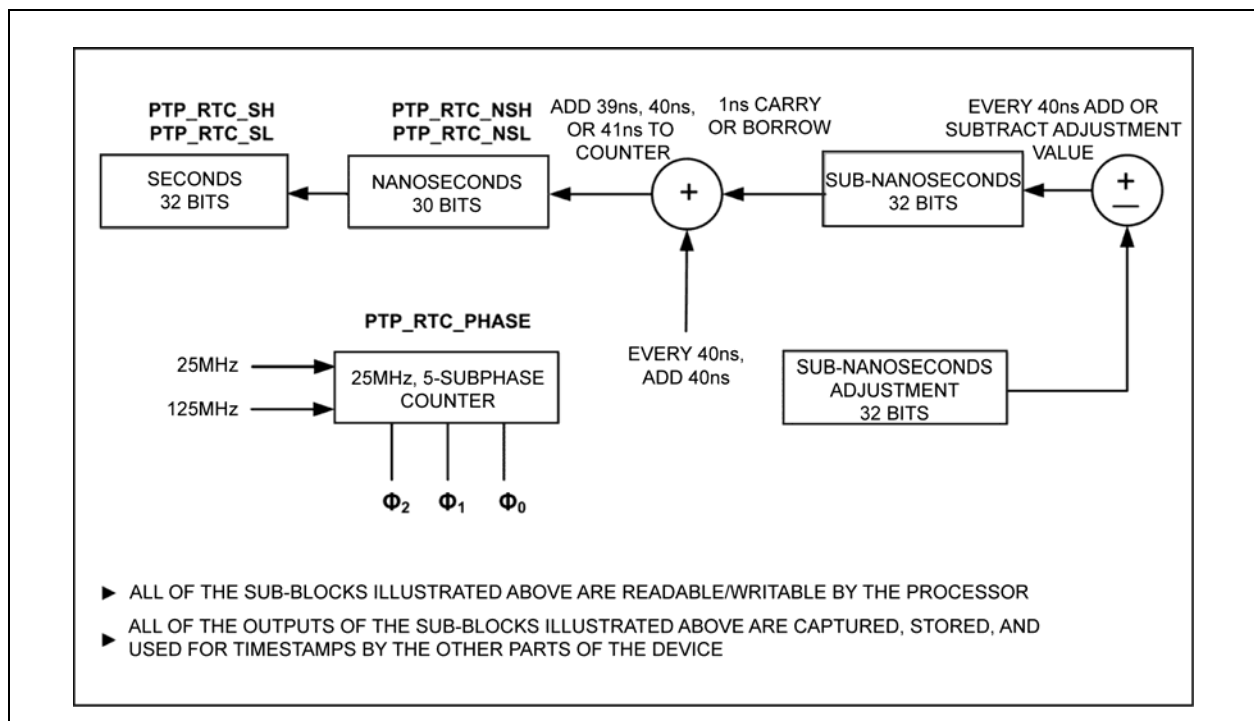 PTP_RTC_SH
PTP_RTC_SL
SECONDS
32 BITS
PTP_RTC_NSH
PTP_RTC_NSL
NANOSECONDS
30 BITS
ADD 39ns, 40ns,
OR 41ns TO
COUNTER
+
1ns CARRY
OR BORROW
SUB-NANOSECONDS
32 BITS
EVERY 40ns ADD OR
SUBTRACT ADJUSTMENT
VALUE
+
—
PTP_RTC_PHASE
25MHz
125MHz
25MHz, 5-SUBPHASE
COUNTER
Φ2 Φ1 Φ0
EVERY 40ns,
ADD 40ns
SUB-NANOSECONDS
ADJUSTMENT
32 BITS
► ALL OF THE SUB-BLOCKS ILLUSTRATED ABOVE ARE READABLE/WRITABLE BY THE PROCESSOR
► ALL OF THE OUTPUTS OF THE SUB-BLOCKS ILLUSTRATED ABOVE ARE CAPTURED, STORED, AND
USED FOR TIMESTAMPS BY THE OTHER PARTS OF THE DEVICE